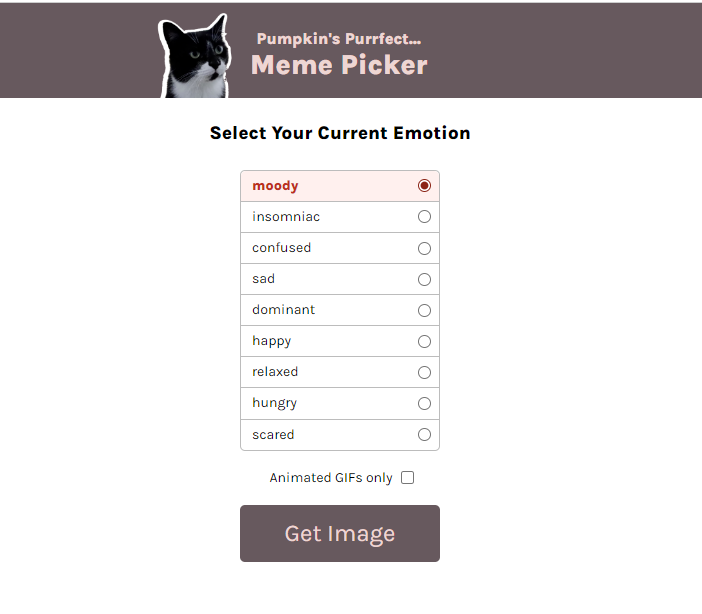 Pumpkin's Purrfect...
Meme Picker
Select Your Current Emotion
moody
insomniac
confused
sad
dominant
happy
relaxed
hungry
scared
Animated GIFs only
Get Image